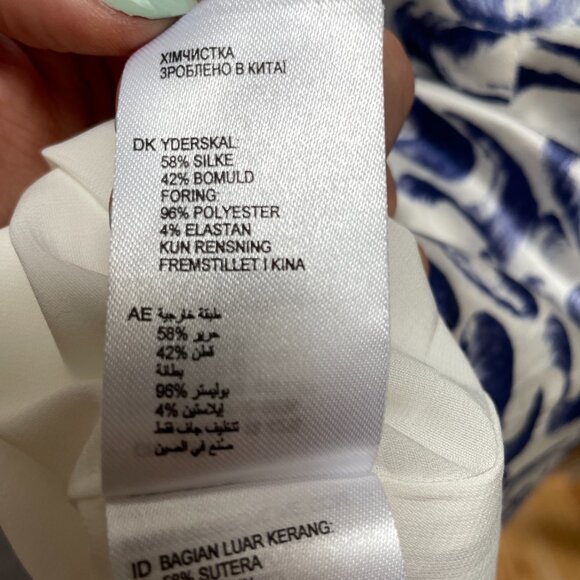 ХІМЧИСТКА
ЗРОБЛЕНО В КИТАЇ
DK YDERSKAL:
58% SILKE
42% BOMULD
FORING:
96% POLYESTER
4% ELASTAN
KUN RENSNING
FREMSTILLET I KINA
AE طبقة خارجية
58% حرير
42% قطن
بطانة
96% بوليستر
4% إيلاستين
تنظيف جاف فقط
صنع في الصين
ID BAGIAN LUAR KERANG:
58% SUTERA